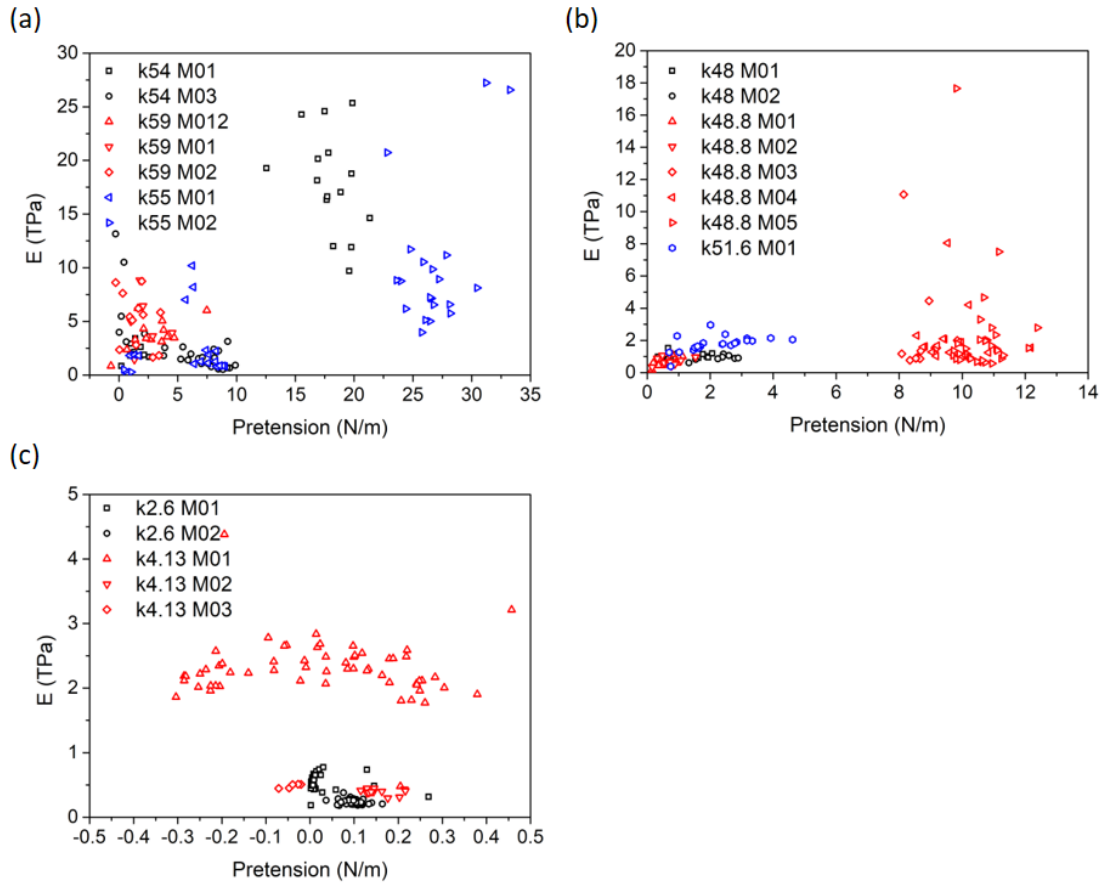 (a)
30
25
20
15
10
5
0
E (TPa)
k54 M01
k54 M03
k59 M012
k59 M01
k59 M02
k55 M01
k55 M02
0 5 10 15 20 25 30 35
Pretension (N/m)
(b)
20
18
16
14
12
10
8
6
4
2
0
E (TPa)
k48 M01
k48 M02
k48.8 M01
k48.8 M02
k48.8 M03
k48.8 M04
k48.8 M05
k51.6 M01
0 2 4 6 8 10 12 14
Pretension (N/m)
(c)
5
4
3
2
1
0
E (TPa)
k2.6 M01
k2.6 M02
k4.13 M01
k4.13 M02
k4.13 M03
-0.5 -0.4 -0.3 -0.2 -0.1 0.0 0.1 0.2 0.3 0.4 0.5
Pretension (N/m)